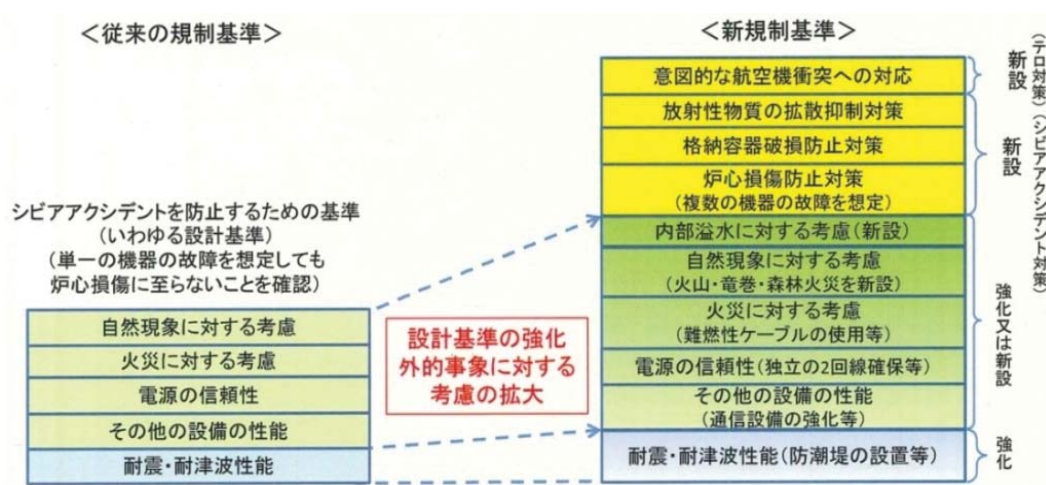 ＜従来の規制基準＞
シビアアクシデントを防止するための基準
（いわゆる設計基準）
（単一の機器の故障を想定しても
炉心損傷に至らないことを確認）
自然現象に対する考慮
火災に対する考慮
電源の信頼性
その他の設備の性能
耐震・耐津波性能
設計基準の強化
外的事象に対する
考慮の拡大
＜新規制基準＞
意図的な航空機衝突への対応
放射性物質の拡散抑制対策
格納容器破損防止対策
炉心損傷防止対策
（複数の機器の故障を想定）
内部溢水に対する考慮（新設）
自然現象に対する考慮
（火山・竜巻・森林火災を新設）
火災に対する考慮
（難燃性ケーブルの使用等）
電源の信頼性（独立の2回線確保等）
その他の設備の性能
（通信設備の強化等）
耐震・耐津波性能（防潮堤の設置等）
新設
（テロ対策）
新設
（シビアアクシデント対策）
強化又は新設
強化